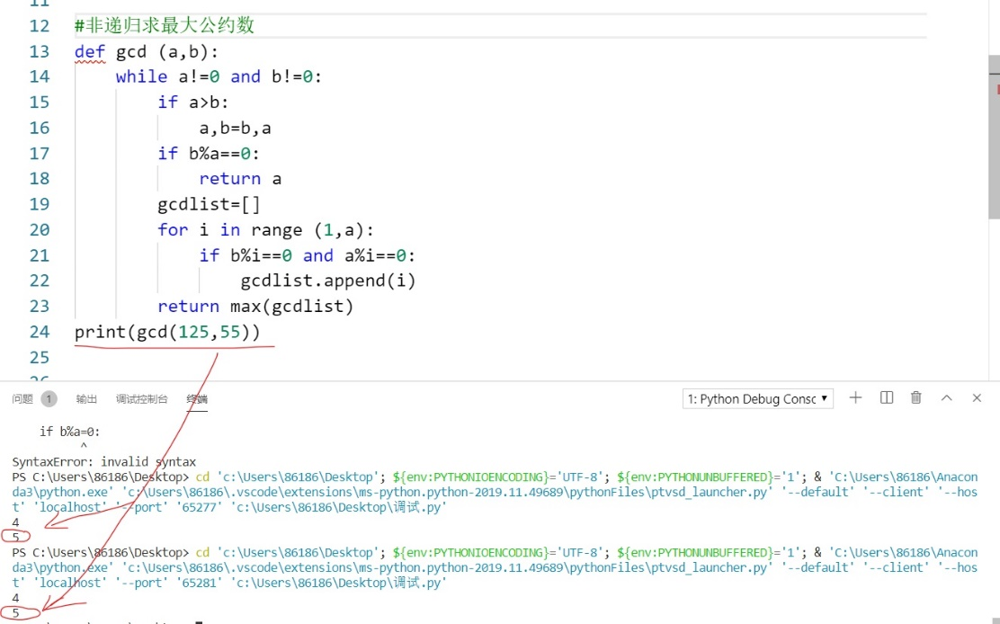 12 #非递归求最大公约数
13 def gcd (a,b):
14 while a!=0 and b!=0:
15 if a>b:
16 a,b=b,a
17 if b%a==0:
18 return a
19 gcdlist=[]
20 for i in range (1,a):
21 if b%i==0 and a%i==0:
22 gcdlist.append(i)
23 return max(gcdlist)
24 print(gcd(125,55))
25
问题 1 输出 调试控制台 终端 1: Python Debug Consc
if b%a=0:
^
SyntaxError: invalid syntax
PS C:\Users\86186\Desktop> cd 'c:\Users\86186\Desktop'; ${env:PYTHONIOENCODING}='UTF-8'; ${env:PYTHONUNBUFFERED}='1'; & 'C:\Users\86186\Anacon
da3\python.exe' 'c:\Users\86186\.vscode\extensions\ms-python.python-2019.11.49689\pythonFiles\ptvsd_launcher.py' '--default' '--client' '--hos
t' 'localhost' '--port' '65277' 'c:\Users\86186\Desktop\调试.py'
4
5
PS C:\Users\86186\Desktop> cd 'c:\Users\86186\Desktop'; ${env:PYTHONIOENCODING}='UTF-8'; ${env:PYTHONUNBUFFERED}='1'; & 'C:\Users\86186\Anacon
da3\python.exe' 'c:\Users\86186\.vscode\extensions\ms-python.python-2019.11.49689\pythonFiles\ptvsd_launcher.py' '--default' '--client' '--hos
t' 'localhost' '--port' '65281' 'c:\Users\86186\Desktop\调试.py'
4
5